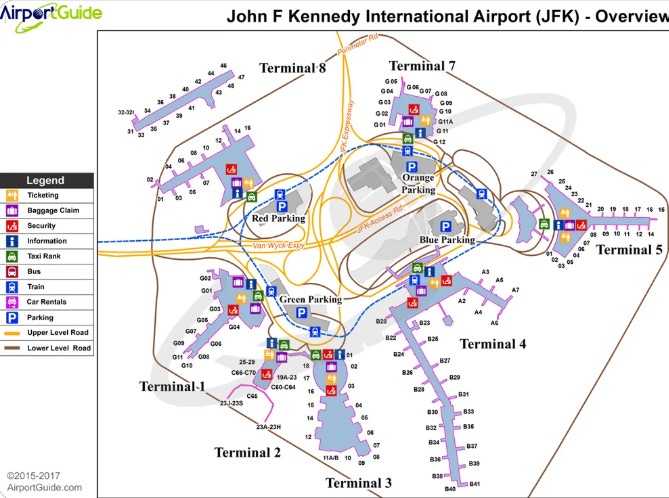 AirportGuide
John F Kennedy International Airport (JFK) - Overview
Terminal 8
Terminal 7
Perimeter Rd
JFK Expressway
Orange
Parking
Red Parking
JFK-Access Rd.
Van-Wyck-Expy
Blue Parking
Green Parking
Terminal 5
Terminal 4
Terminal 1
Terminal 2
Terminal 3
Legend
Ticketing
Baggage Claim
Security
Information
Taxi Rank
Bus
Train
Car Rentals
Parking
Upper Level Road
Lower Level Road
46
45
47
44
42
43
40
38
39
36
37
34
41
35
32-32I
33
31
14
16
12
10
08
06
04
02
07
05
03
01
G 05
G 06
G 07
G 04
G 08
G 03
G 09
G 02
G 10
G 01
G11A
G 11
G 12
27
26
25
24
23
22
21
20
19
18
17
16
15
14
01
02
03
04
05
06
07
08
09
10
11
12
G02
G01
G03
G04
G05
G06
G08
G09
G11
G10
25-29
C66-C70
19A-23
C60-C64
C65
23J-23S
23A-23H
18
17
16
15
14
12
11A/B
10
09
08
07
06
05
04
03
02
01
A3
A5
A7
A2
A4
A6
B20
B23
B22
B25
B24
B27
B26
B29
B28
B31
B30
B33
B32
B35
B34
B37
B36
B39
B38
B41
B40
©2015-2017
AirportGuide.com